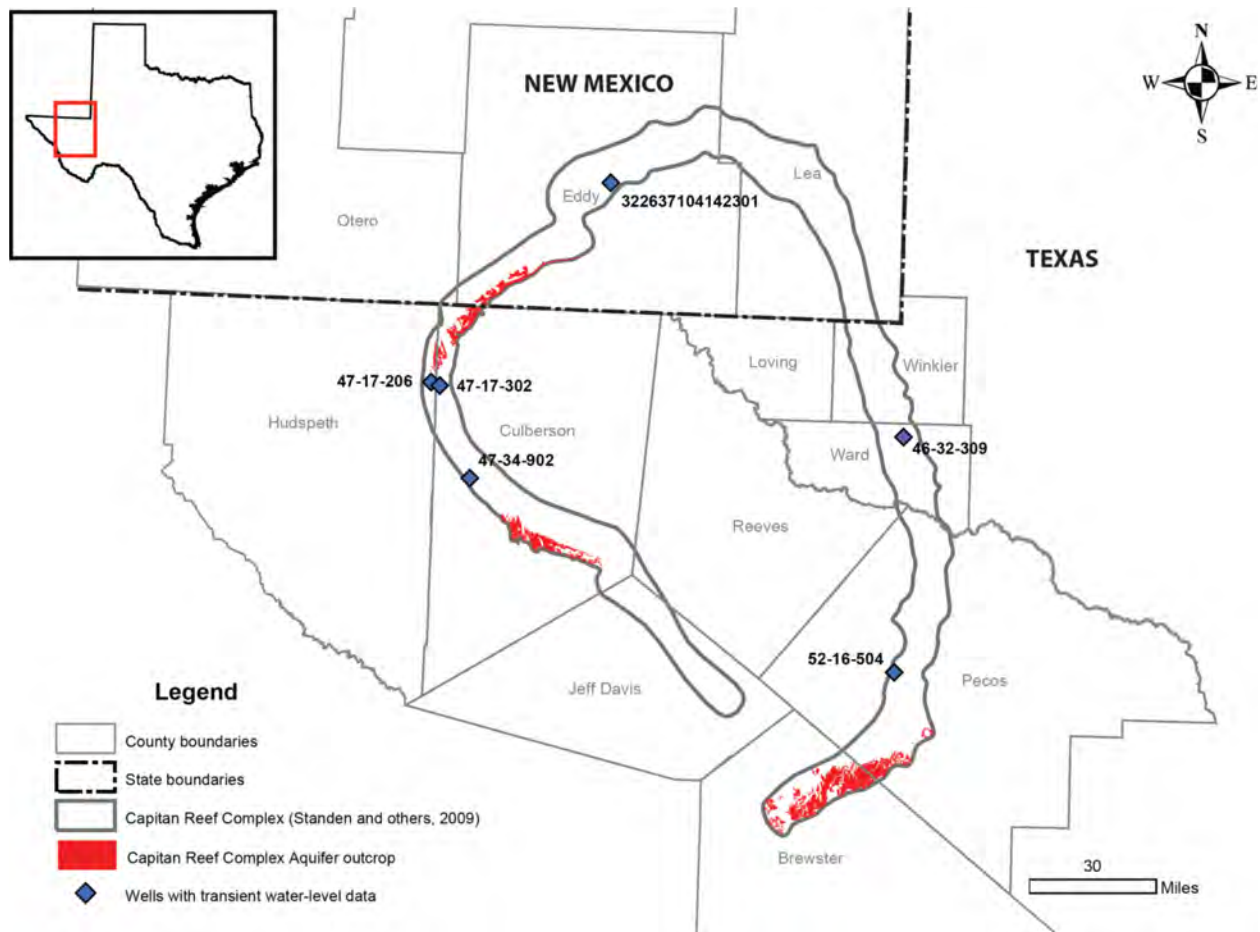 N
W
E
S
NEW MEXICO
Lea
Eddy
322637104142301
Otero
TEXAS
Loving
Winkler
47-17-206
47-17-302
Hudspeth
Culberson
Ward
46-32-309
47-34-902
Reeves
52-16-504
Pecos
Jeff Davis
Brewster
Legend
County boundaries
State boundaries
Capitan Reef Complex (Standen and others, 2009)
Capitan Reef Complex Aquifer outcrop
Wells with transient water-level data
30
Miles